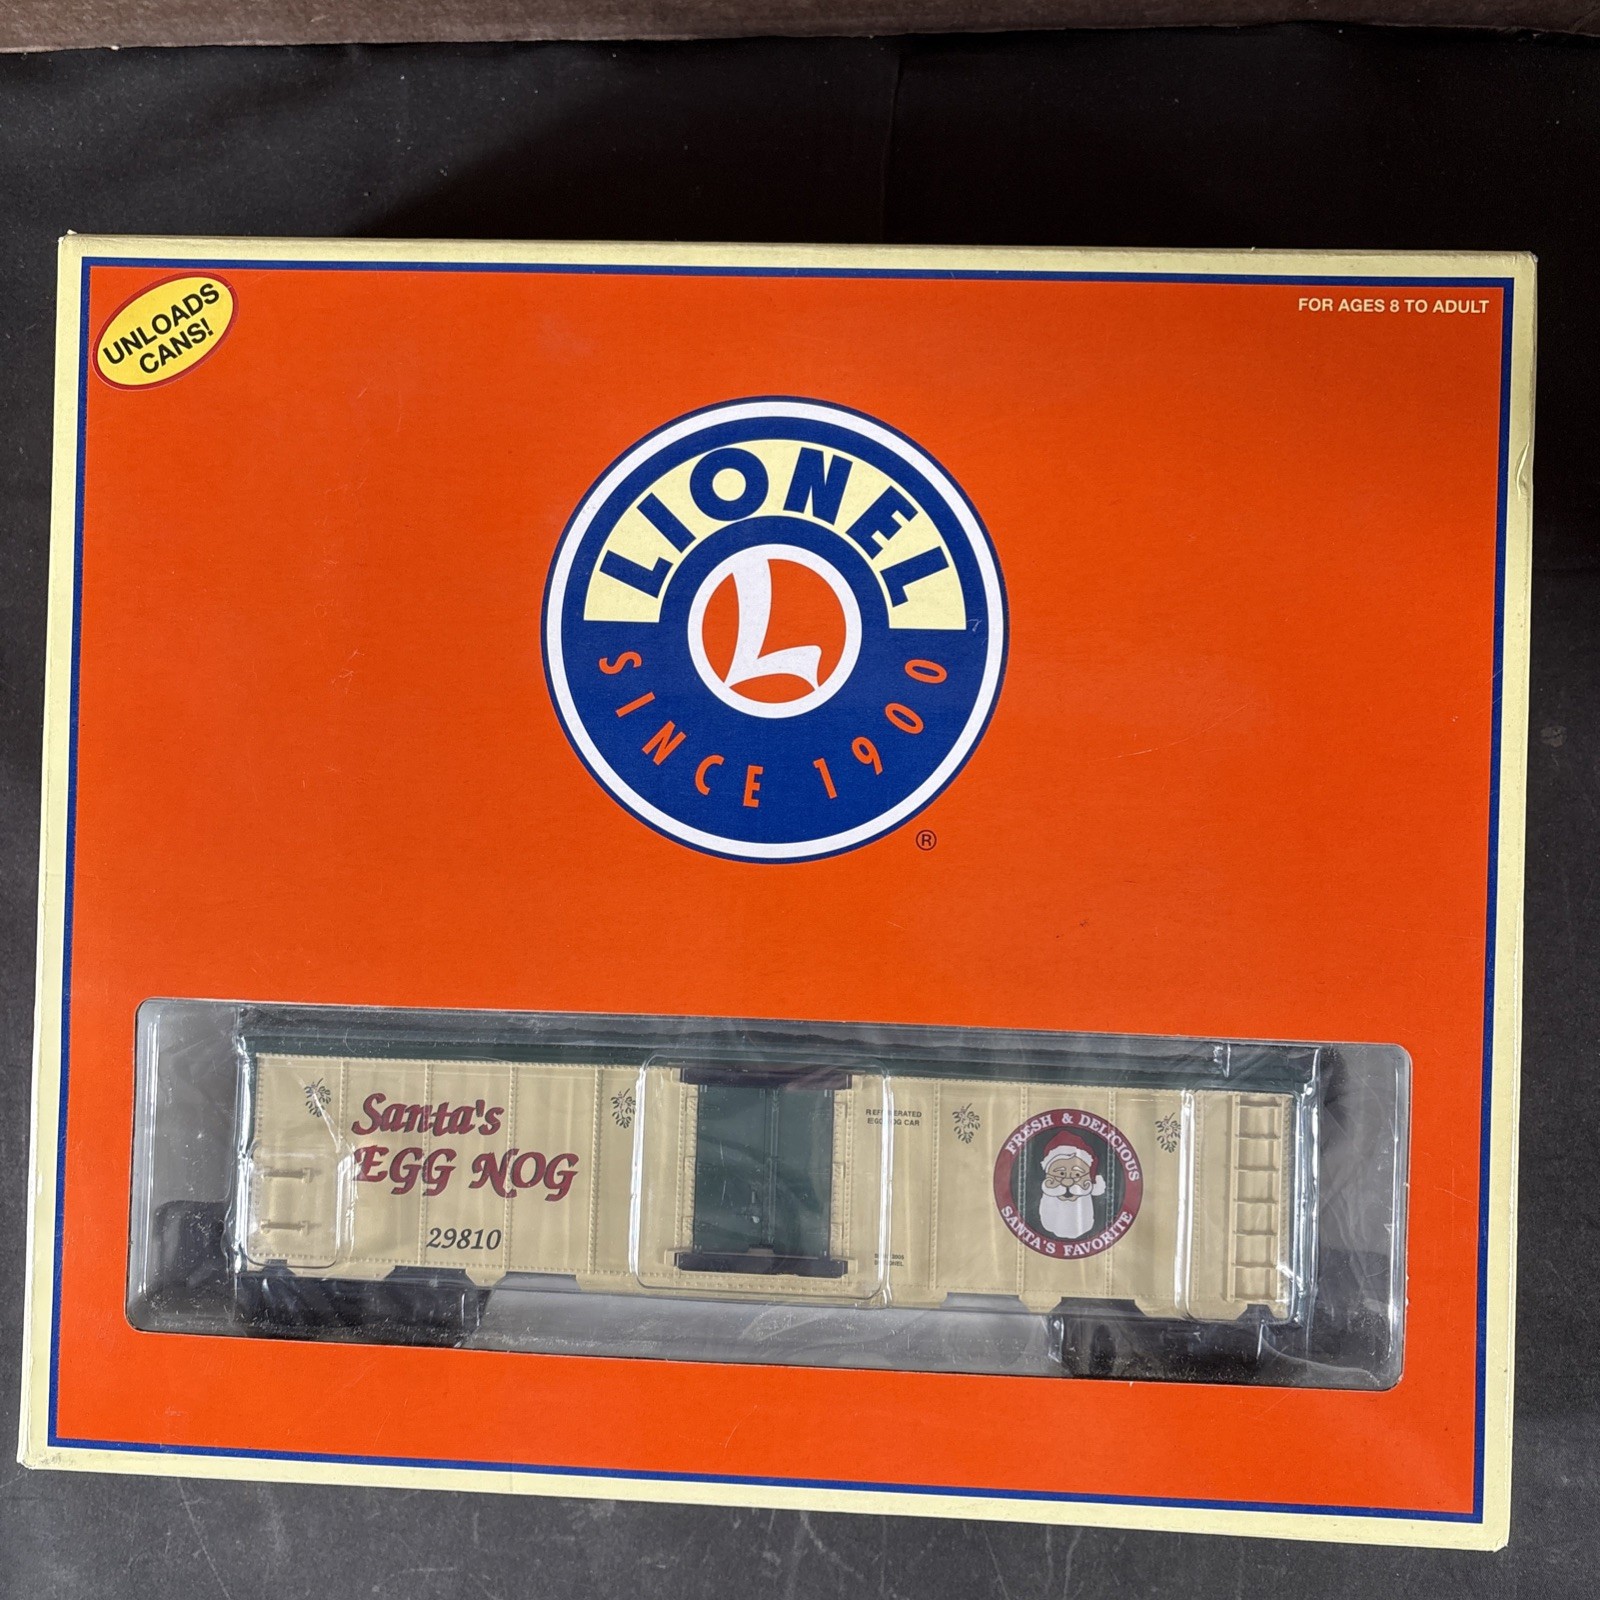 UNLOADS
CANS!
FOR AGES 8 TO ADULT
LIONEL
L
SINCE 1900
®
Santa's
EGG NOG
29810
EGG NOG CAR
FRESH & DELICIOUS
SANTA'S FAVORITE